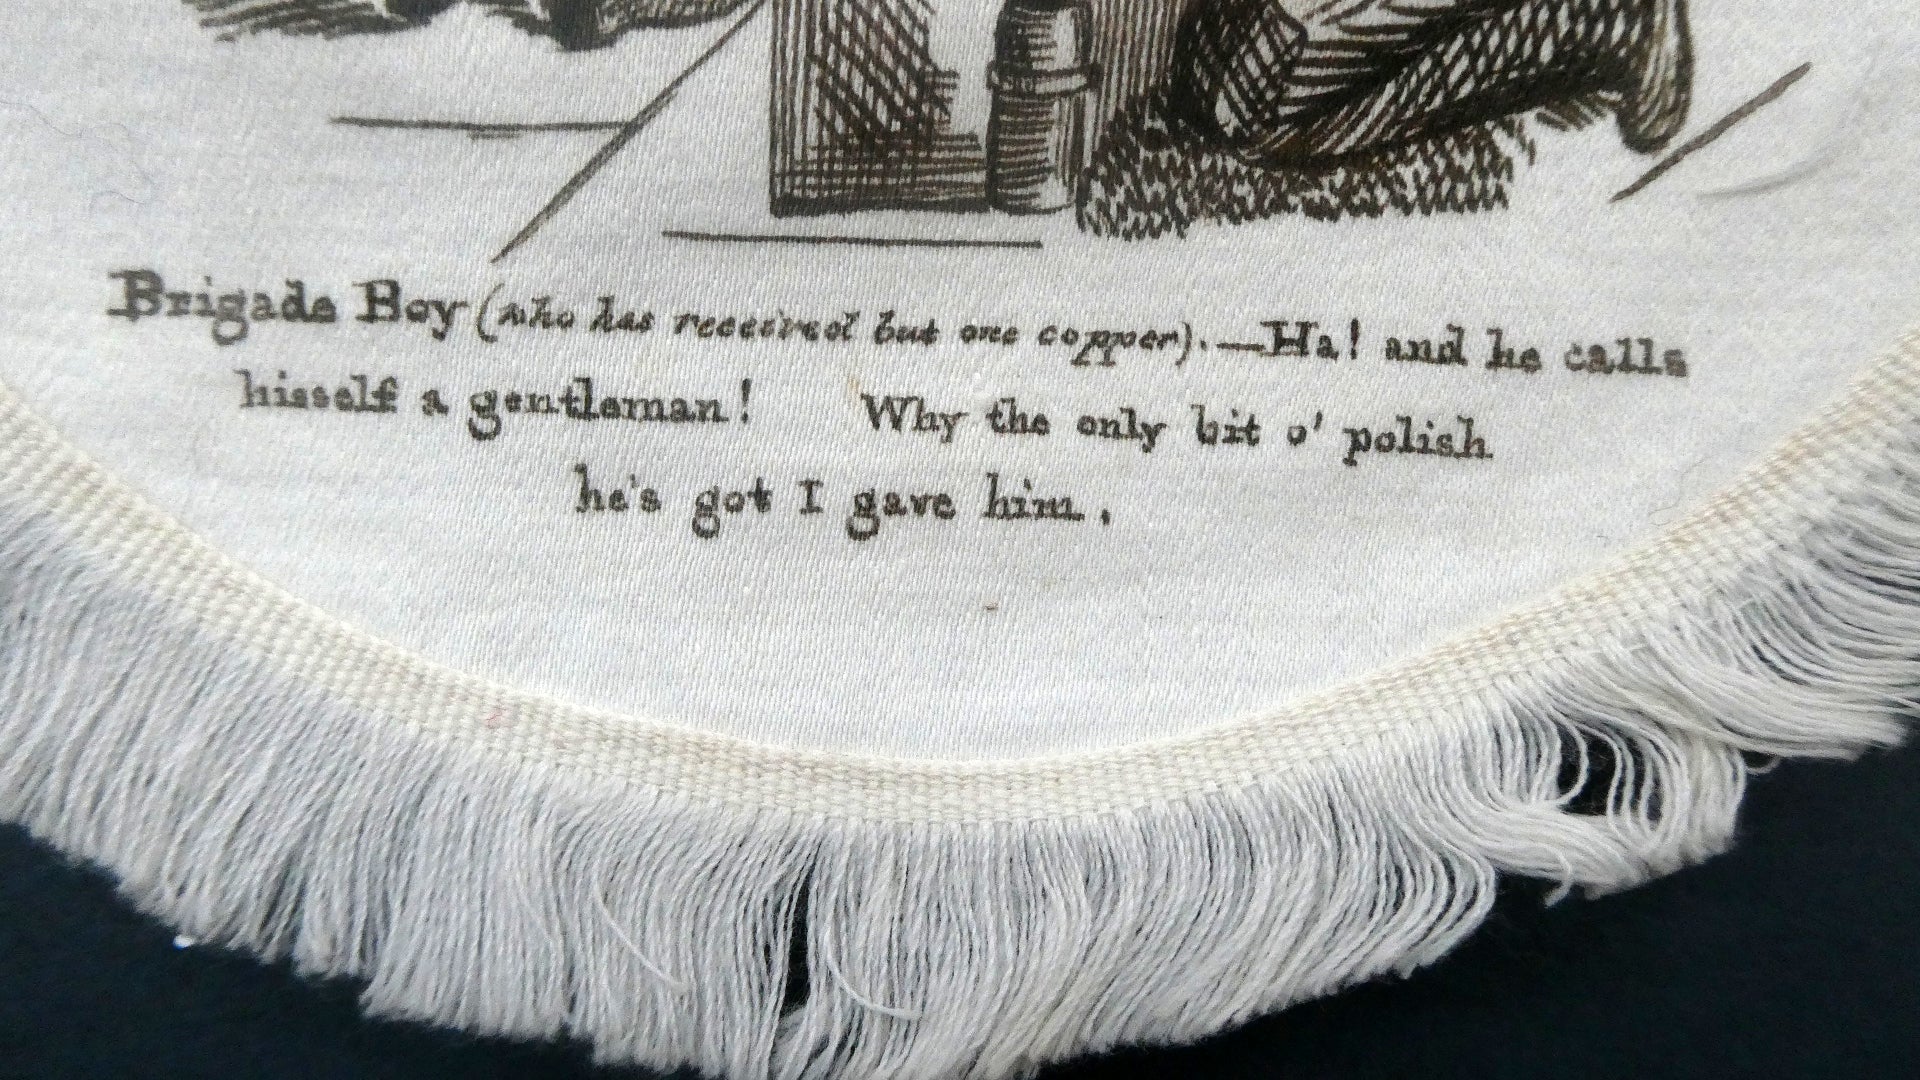 Brigade Boy (who has received but one copper).—Ha! and he calls
hisself a gentleman! Why the only bit o' polish
he's got I gave him.